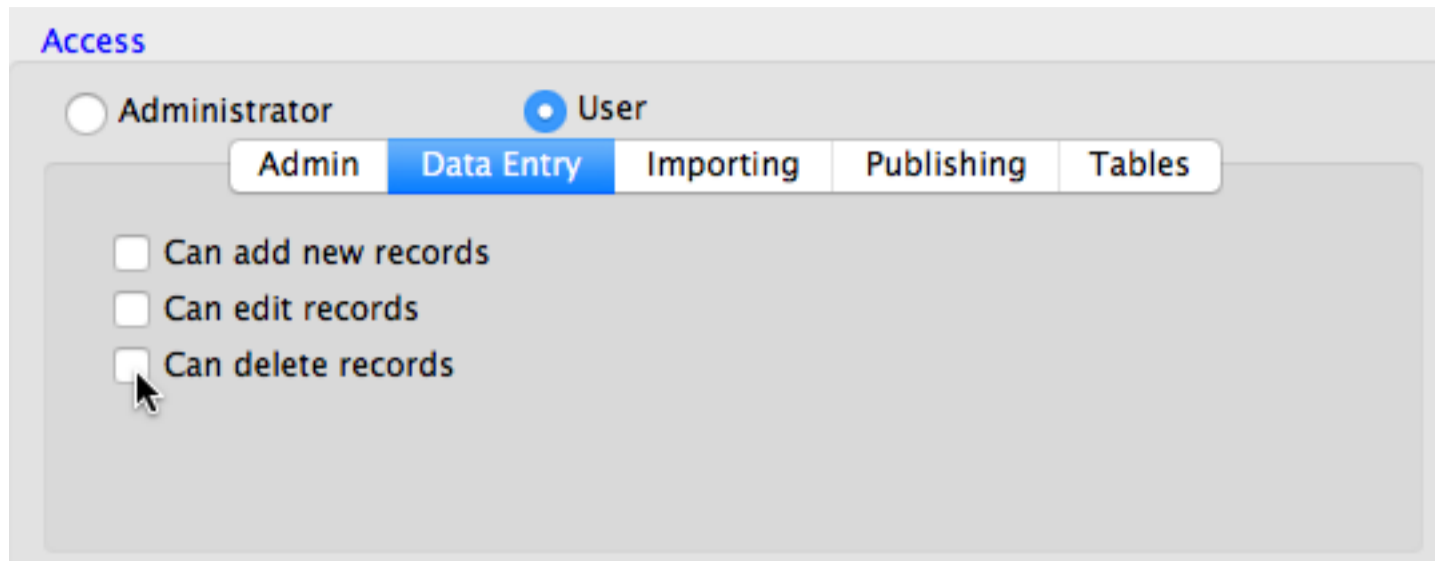 Access
Administrator User
Admin Data Entry Importing Publishing Tables
Can add new records
Can edit records
Can delete records